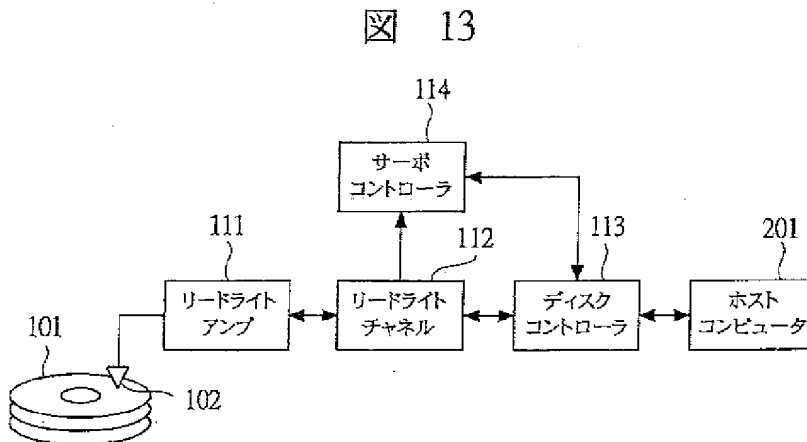 図 13
114
サーボ
コントローラ
111
リードライト
アンプ
112
リードライト
チャネル
113
ディスク
コントローラ
201
ホスト
コンピュータ
101
102